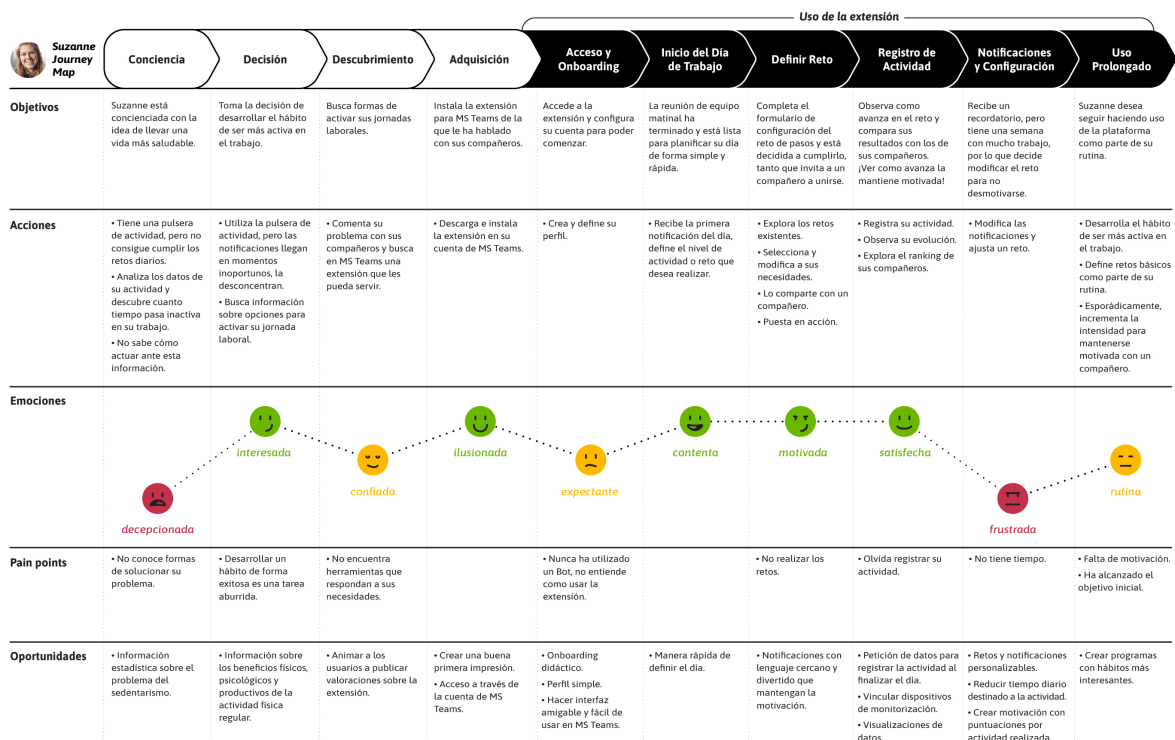 Uso de la extensión
Suzanne
Journey
Map
Conciencia
Decisión
Descubrimiento
Adquisición
Acceso y
Onboarding
Inicio del Día
de Trabajo
Definir Reto
Registro de
Actividad
Notificaciones
y Configuración
Uso
Prolongado
Objetivos
Suzanne está
concienciada con la
idea de llevar una
vida más saludable.
Toma la decisión de
desarrollar el hábito
de ser más activa en
el trabajo.
Busca formas de
activar sus jornadas
laborales.
Instala la extensión
para MS Teams de la
que le ha hablado
con sus compañeros.
Accede a la
extensión y configura
su cuenta para poder
comenzar.
La reunión de equipo
matinal ha
terminado y está lista
para planificar su día
de forma simple y
rápida.
Completa el
formulario de
configuración del
reto de pasos y está
decidida a cumplirlo,
tanto que invita a un
compañero a unirse.
Observa como
avanza en el reto y
compara sus
resultados con los de
sus compañeros.
¡Ver como avanza la
mantiene motivada!
Recibe un
recordatorio, pero
tiene una semana
con mucho trabajo,
por lo que decide
modificar el reto
para no
desmotivarse.
Suzanne desea
seguir haciendo uso
de la plataforma
como parte de su
rutina.
Acciones
• Tiene una pulsera
de actividad, pero no
consigue cumplir los
retos diarios.
• Analiza los datos de
su actividad y
descubre cuanto
tiempo pasa inactiva
en su trabajo.
• No sabe cómo
actuar ante esta
información.
• Utiliza la pulsera de
actividad, pero las
notificaciones llegan
en momentos
inoportunos, la
desconcentran.
• Busca información
sobre opciones para
activar su jornada
laboral.
• Comenta su
problema con sus
compañeros y busca
en MS Teams una
extensión que les
pueda servir.
• Descarga e instala
la extensión en su
cuenta de MS Teams.
• Crea y define su
perfil.
• Recibe la primera
notificación del día,
define el nivel de
actividad o reto que
desea realizar.
• Explora los retos
existentes.
• Selecciona y
modifica a sus
necesidades.
• Lo comparte con un
compañero.
• Puesta en acción.
• Registra su actividad.
• Observa su evolución.
• Explora el ranking de
sus compañeros.
• Modifica las
notificaciones y
ajusta un reto.
• Desarrolla el hábito
de ser más activa en
el trabajo.
• Define retos básicos
como parte de su
rutina.
• Esporádicamente,
incrementa la
intensidad para
mantenerse
motivada con un
compañero.
Emociones
decepcionada
interesada
confiada
ilusionada
expectante
contenta
motivada
satisfecha
frustrada
rutina
Pain points
• No conoce formas
de solucionar su
problema.
• Desarrollar un
hábito de forma
exitosa es una tarea
aburrida.
• No encuentra
herramientas que
respondan a sus
necesidades.
• Nunca ha utilizado
un Bot, no entiende
como usar la
extensión.
• No realizar los
retos.
• Olvida registrar su
actividad.
• No tiene tiempo.
• Falta de motivación.
• Ha alcanzado el
objetivo inicial.
Oportunidades
• Información
estadística sobre el
problema del
sedentarismo.
• Información sobre
los beneficios físicos,
psicológicos y
productivos de la
actividad física
regular.
• Animar a los
usuarios a publicar
valoraciones sobre la
extensión.
• Crear una buena
primera impresión.
• Acceso a través de
la cuenta de MS
Teams.
• Onboarding
didáctico.
• Perfil simple.
• Hacer interfaz
amigable y fácil de
usar en MS Teams.
• Manera rápida de
definir el día.
• Notificaciones con
lenguaje cercano y
divertido que
mantengan la
motivación.
• Petición de datos para
registrar la actividad al
finalizar el día.
• Vincular dispositivos
de monitorización.
• Visualizaciones de
datos.
• Retos y notificaciones
personalizables.
• Reducir tiempo diario
destinado a la actividad.
• Crear motivación con
puntuaciones por
actividad realizada.
• Crear programas
con hábitos más
interesantes.